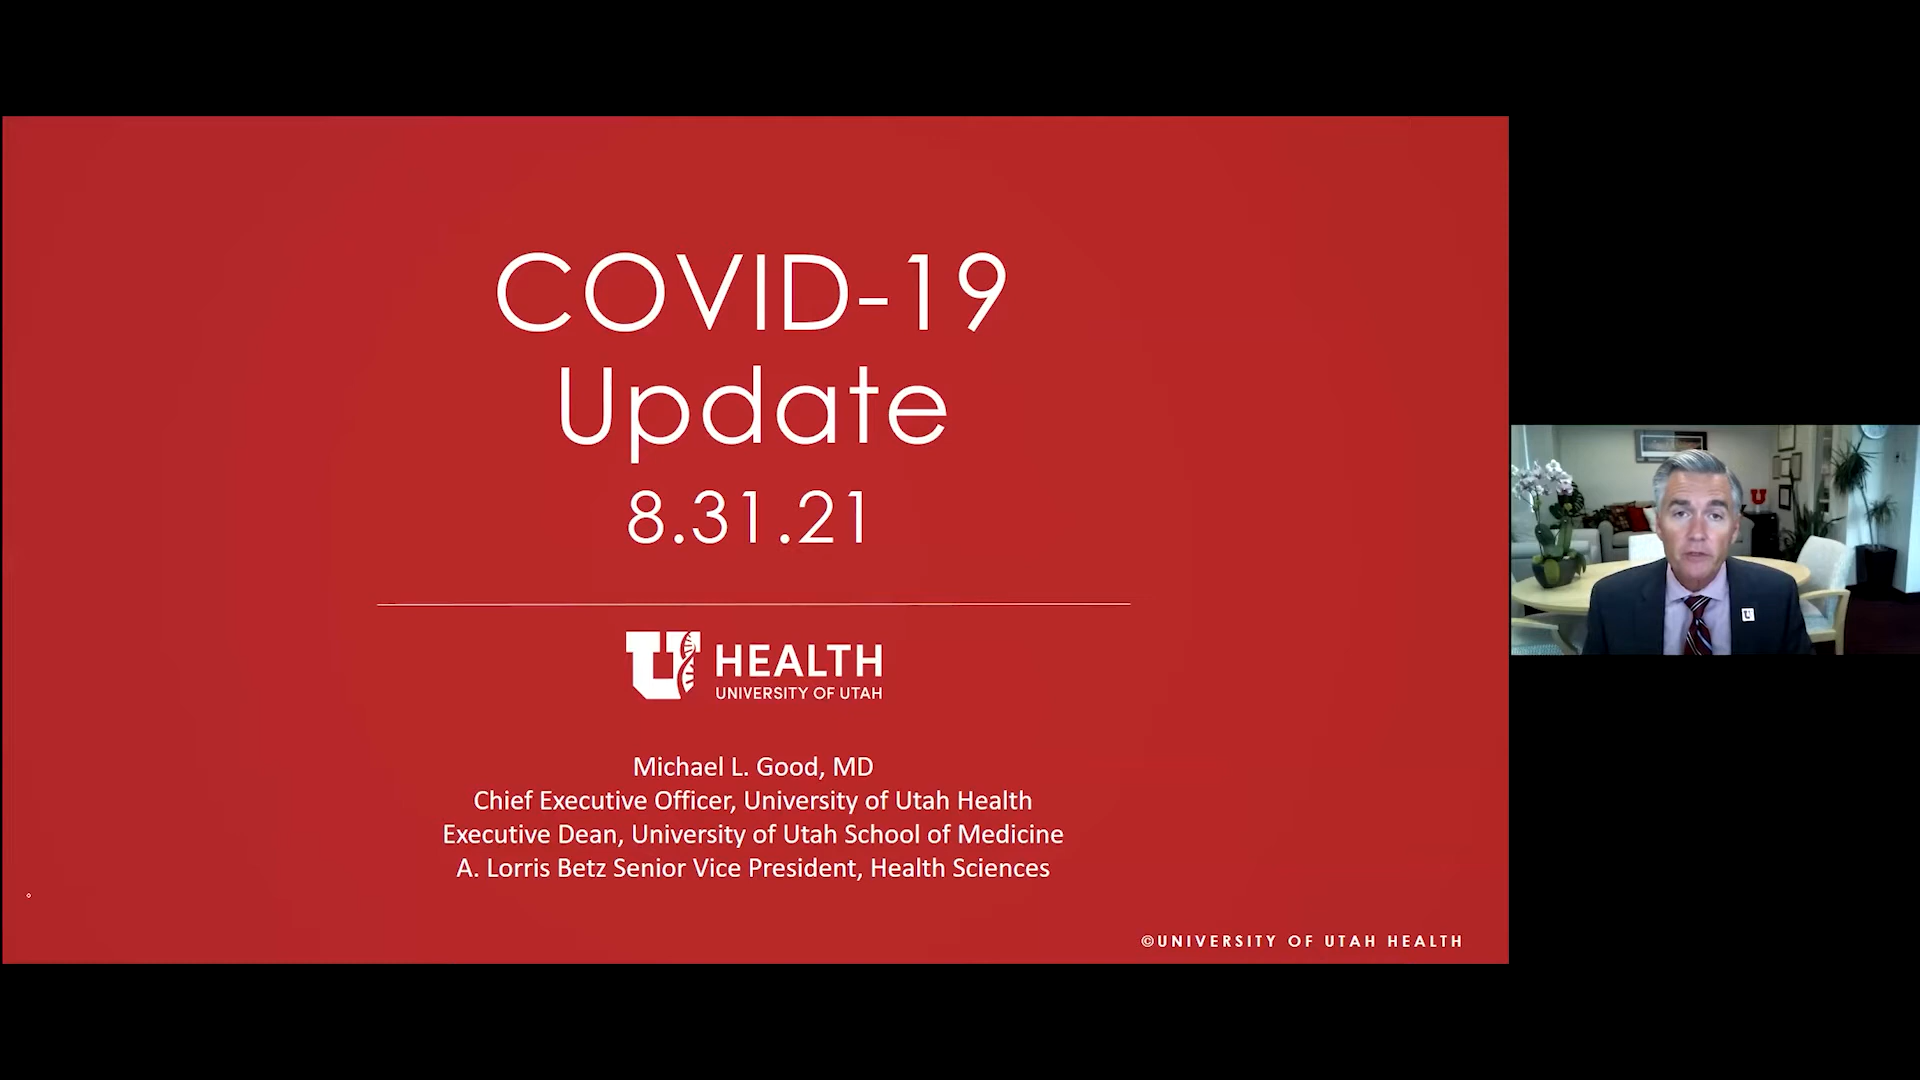 COVID-19
Update
8.31.21
U HEALTH
UNIVERSITY OF UTAH
Michael L. Good, MD
Chief Executive Officer, University of Utah Health
Executive Dean, University of Utah School of Medicine
A. Lorris Betz Senior Vice President, Health Sciences
©UNIVERSITY OF UTAH HEALTH
U
U